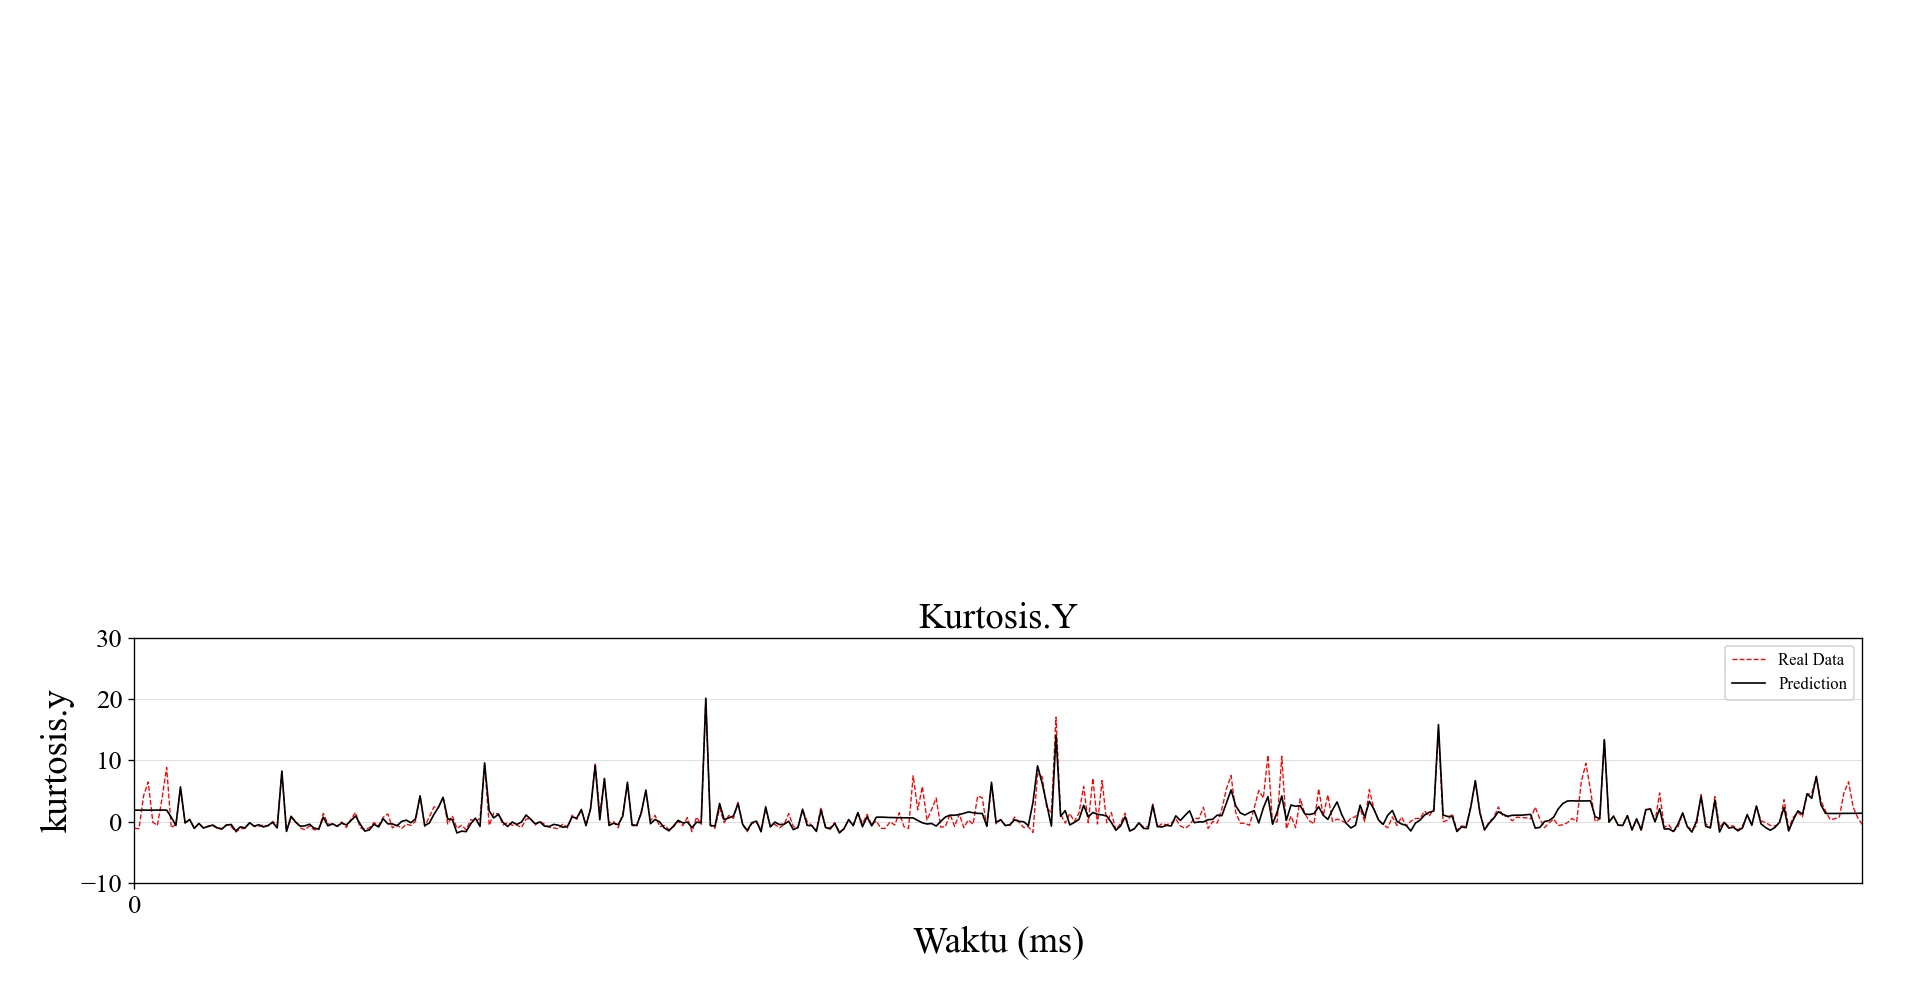 Kurtosis.Y
30
20
10
0
−10
kurtosis.y
Real Data
Prediction
0
Waktu (ms)